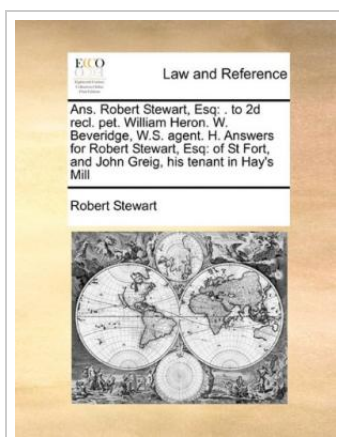 ECCO
Law and Reference
Ans. Robert Stewart, Esq: . to 2d
recl. pet. William Heron. W.
Beveridge, W.S. agent. H. Answers
for Robert Stewart, Esq: of St Fort,
and John Greig, his tenant in Hay's
Mill
Robert Stewart